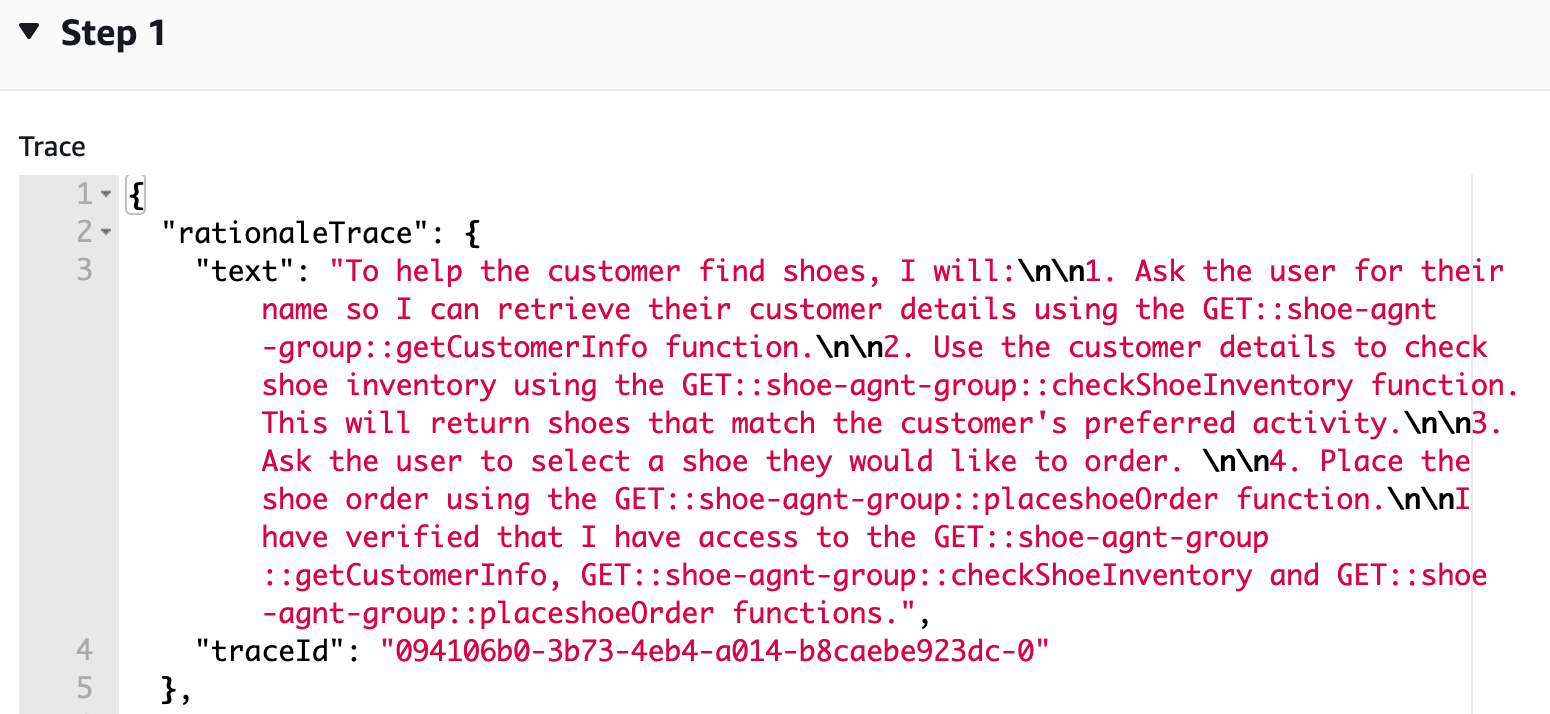 Step 1
Trace
1 {
2 "rationaleTrace": {
3 "text": "To help the customer find shoes, I will:\n\n1. Ask the user for their
name so I can retrieve their customer details using the GET::shoe-agnt
-group::getCustomerInfo function.\n\n2. Use the customer details to check
shoe inventory using the GET::shoe-agnt-group::checkShoeInventory function.
This will return shoes that match the customer's preferred activity.\n\n3.
Ask the user to select a shoe they would like to order. \n\n4. Place the
shoe order using the GET::shoe-agnt-group::placeshoeOrder function.\n\nI
have verified that I have access to the GET::shoe-agnt-group
::getCustomerInfo, GET::shoe-agnt-group::checkShoeInventory and GET::shoe
-agnt-group::placeshoeOrder functions.",
4 "traceId": "094106b0-3b73-4eb4-a014-b8caebe923dc-0"
5 },